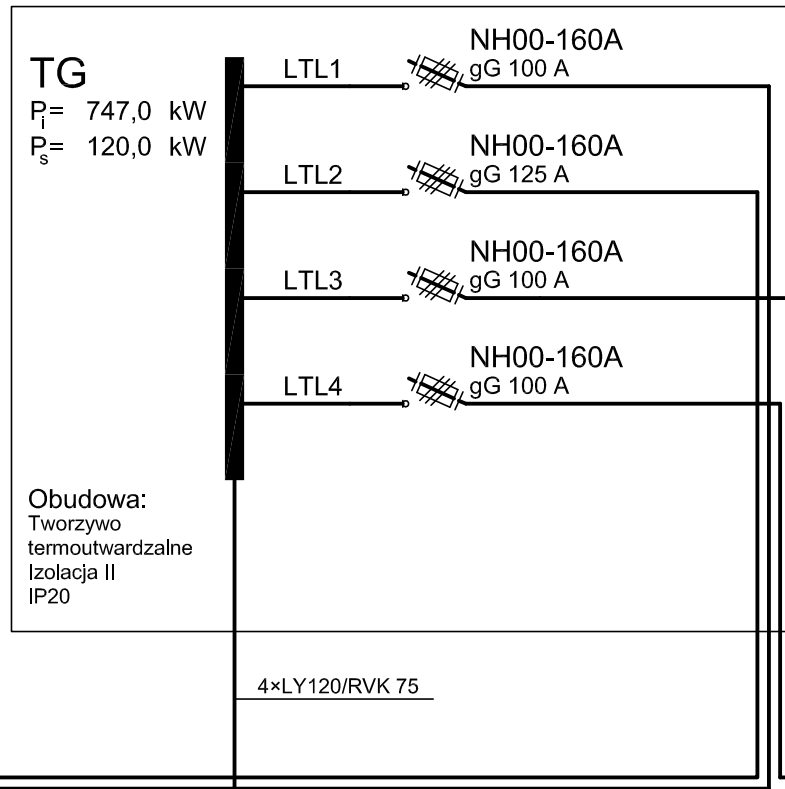 TG
Pi= 747,0 kW
Ps= 120,0 kW
LTL1
NH00-160A
gG 100 A
LTL2
NH00-160A
gG 125 A
LTL3
NH00-160A
gG 100 A
LTL4
NH00-160A
gG 100 A
Obudowa:
Tworzywo
termoutwardzalne
Izolacja II
IP20
4×LY120/RVK 75